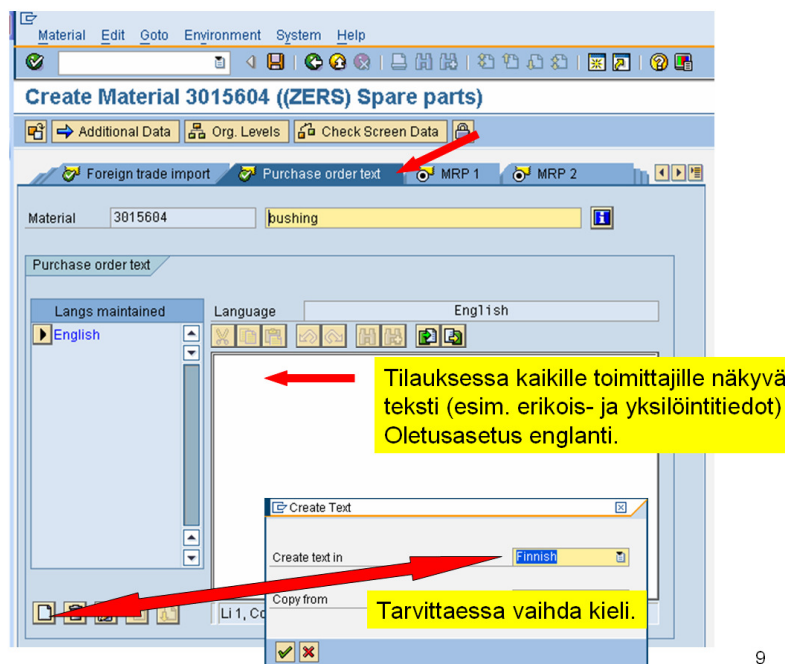 Material Edit Goto Environment System Help
Create Material 3015604 ((ZERS) Spare parts)
Additional Data Org. Levels Check Screen Data
Foreign trade import Purchase order text MRP 1 MRP 2
Material 3015604 bushing
Purchase order text
Langs maintained Language English
English
Tilauksessa kaikille toimittajille näkyvä
teksti (esim. erikois- ja yksilöintitiedot)
Oletusasetus englanti.
Create Text
Create text in Finnish
Copy from
Tarvittaessa vaihda kieli.
Li 1, Co
9